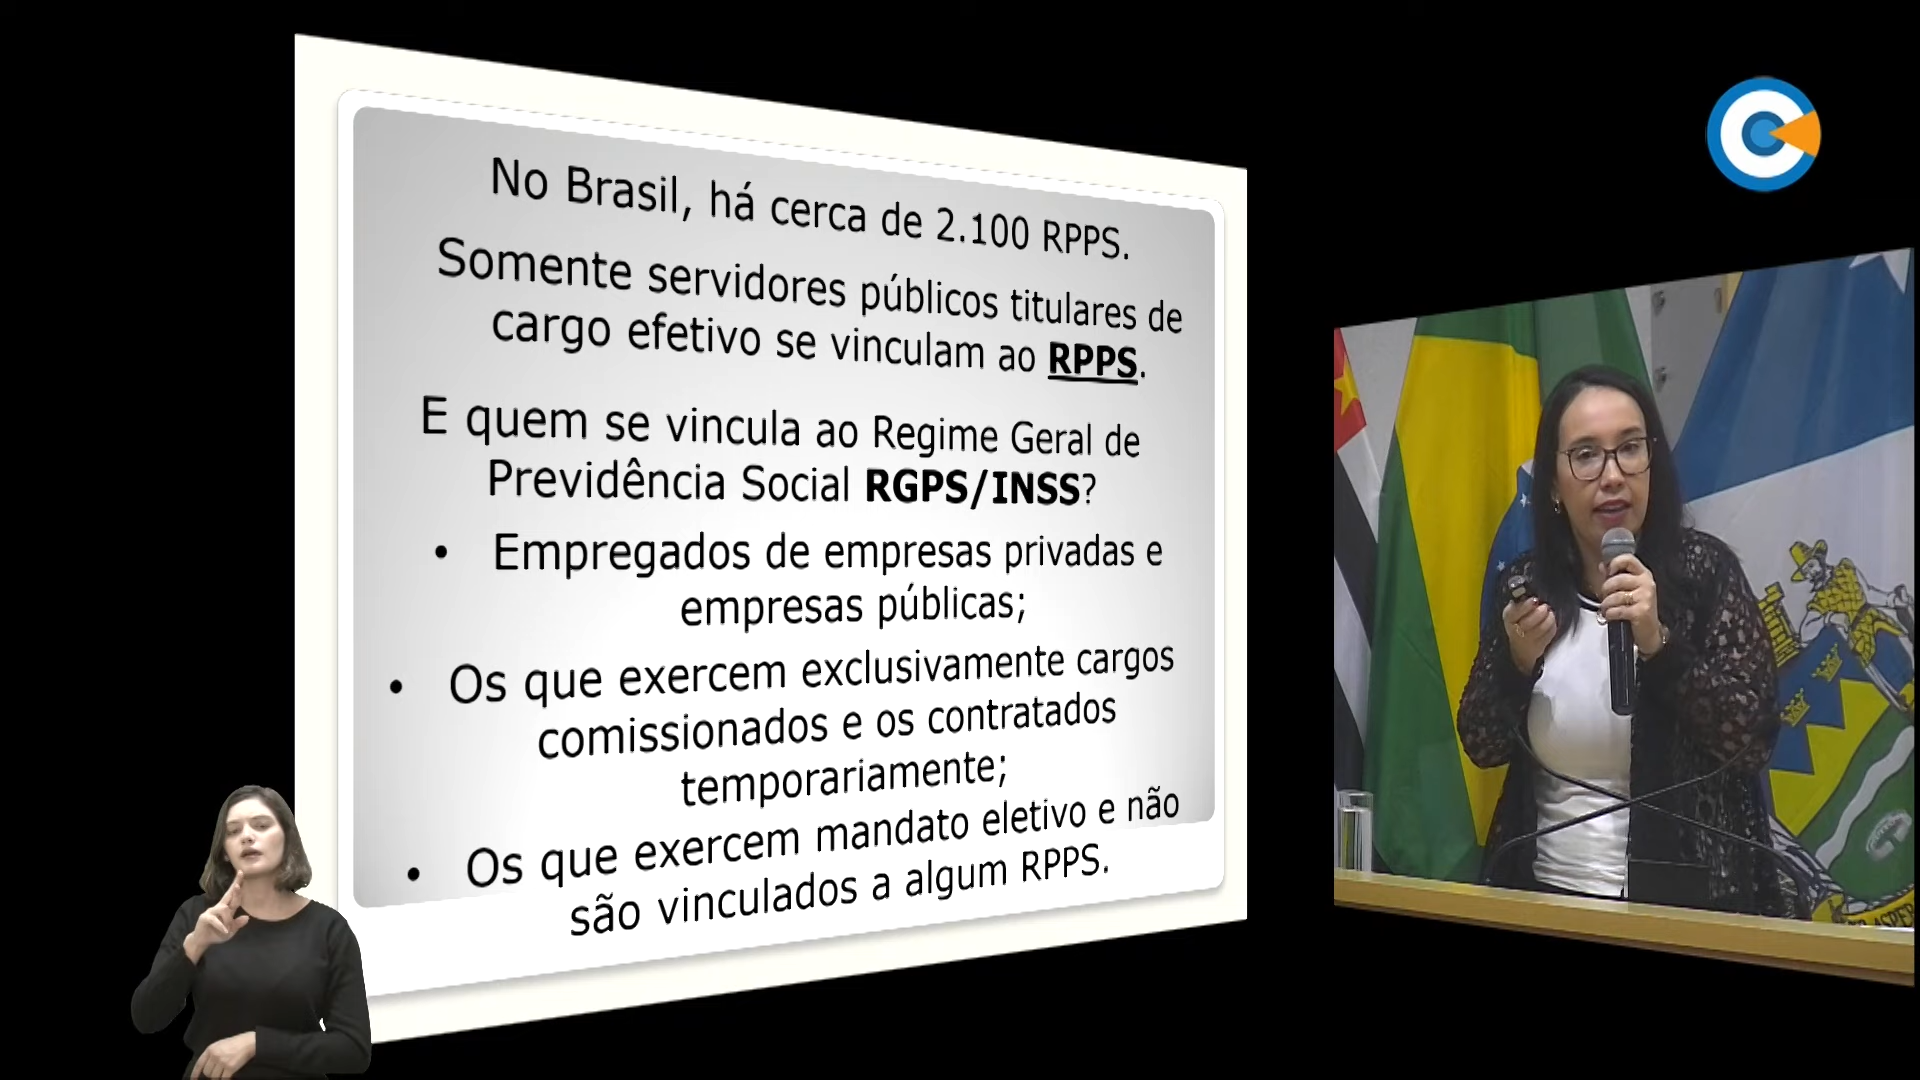 No Brasil, há cerca de 2.100 RPPS.
Somente servidores públicos titulares de
cargo efetivo se vinculam ao RPPS.
E quem se vincula ao Regime Geral de
Previdência Social RGPS/INSS?
• Empregados de empresas privadas e
empresas públicas;
• Os que exercem exclusivamente cargos
comissionados e os contratados
temporariamente;
• Os que exercem mandato eletivo e não
são vinculados a algum RPPS.